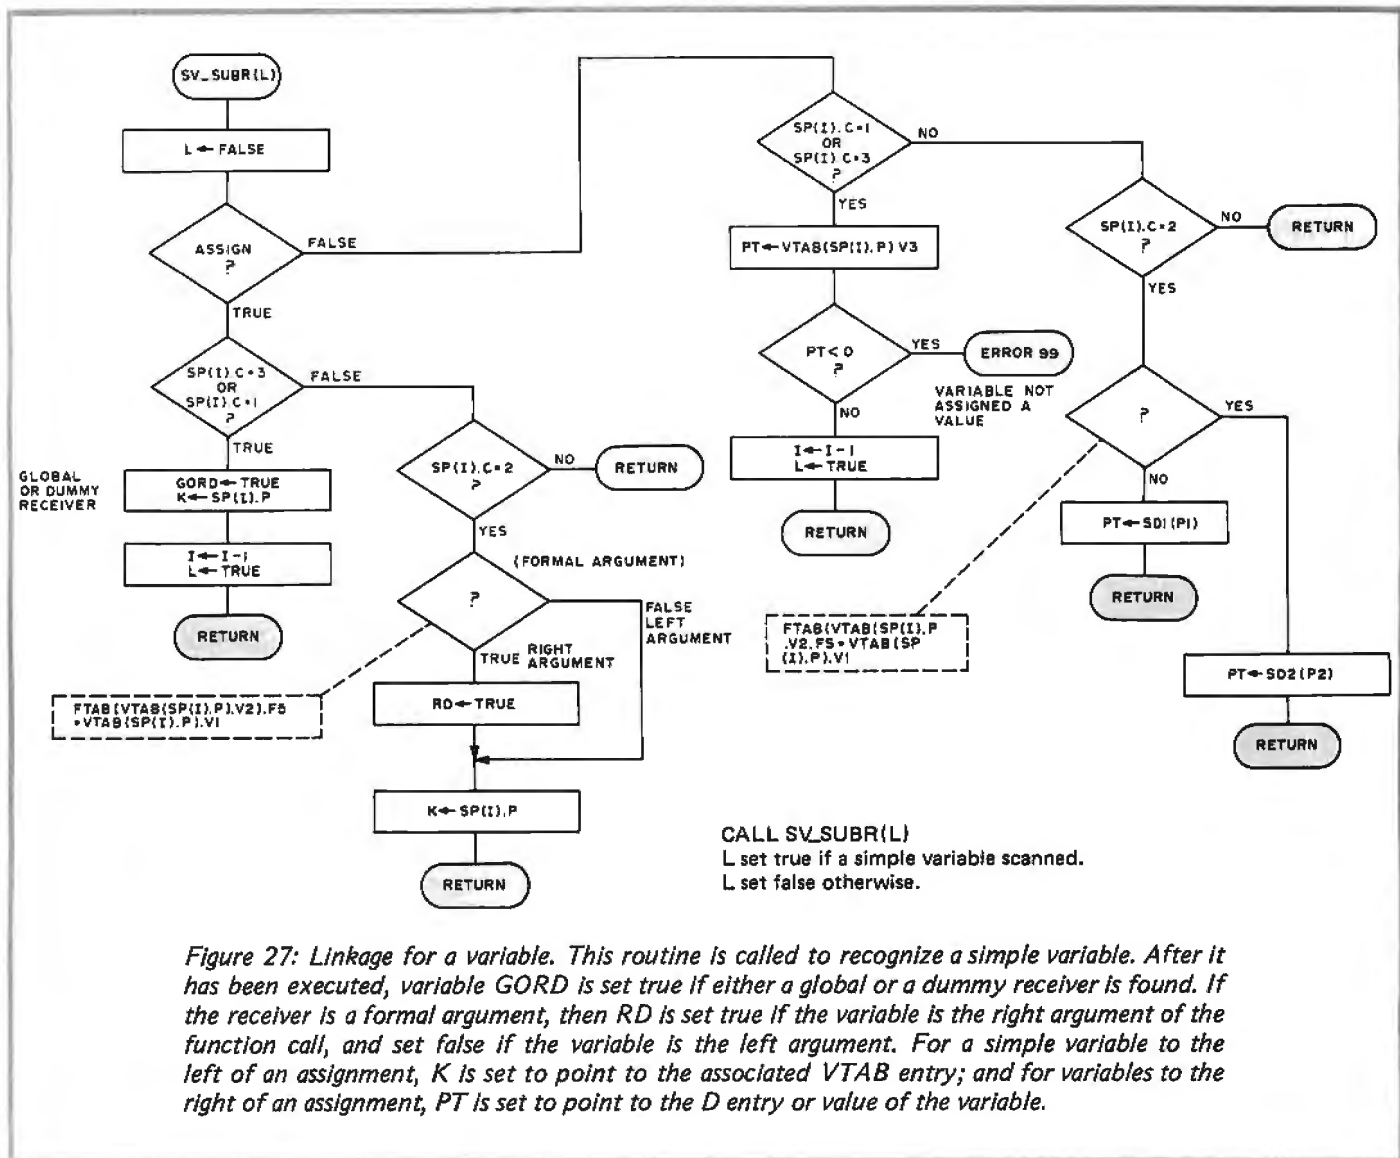 SV_SUBR(L)
L←FALSE
ASSIGN
?
FALSE
TRUE
SP(I).C=3
OR
SP(I).C=1
?
FALSE
TRUE
GLOBAL
OR DUMMY
RECEIVER
GORD←TRUE
K←SP(I).P
I←I-1
L←TRUE
RETURN
SP(I).C=2
?
NO
RETURN
YES
(FORMAL ARGUMENT)
?
FALSE
LEFT
ARGUMENT
TRUE
RIGHT
ARGUMENT
FTAB(VTAB(SP(I).P).V2).F5
=VTAB(SP(I).P).V1
RD←TRUE
K←SP(I).P
RETURN
SP(I).C=1
OR
SP(I).C=3
?
NO
YES
PT←VTAB(SP(I).P)V3
PT<0
?
YES
ERROR 99
VARIABLE NOT
ASSIGNED A
VALUE
NO
I←I-1
L←TRUE
RETURN
SP(I).C=2
?
NO
RETURN
YES
?
YES
NO
PT←SD1(P1)
RETURN
FTAB(VTAB(SP(I).P
.V2.F5=VTAB(SP
(I).P).V1
PT←SD2(P2)
RETURN
CALL SV_SUBR(L)
L set true if a simple variable scanned.
L set false otherwise.
Figure 27: Linkage for a variable. This routine is called to recognize a simple variable. After it
has been executed, variable GORD is set true if either a global or a dummy receiver is found. If
the receiver is a formal argument, then RD is set true if the variable is the right argument of the
function call, and set false if the variable is the left argument. For a simple variable to the
left of an assignment, K is set to point to the associated VTAB entry; and for variables to the
right of an assignment, PT is set to point to the D entry or value of the variable.